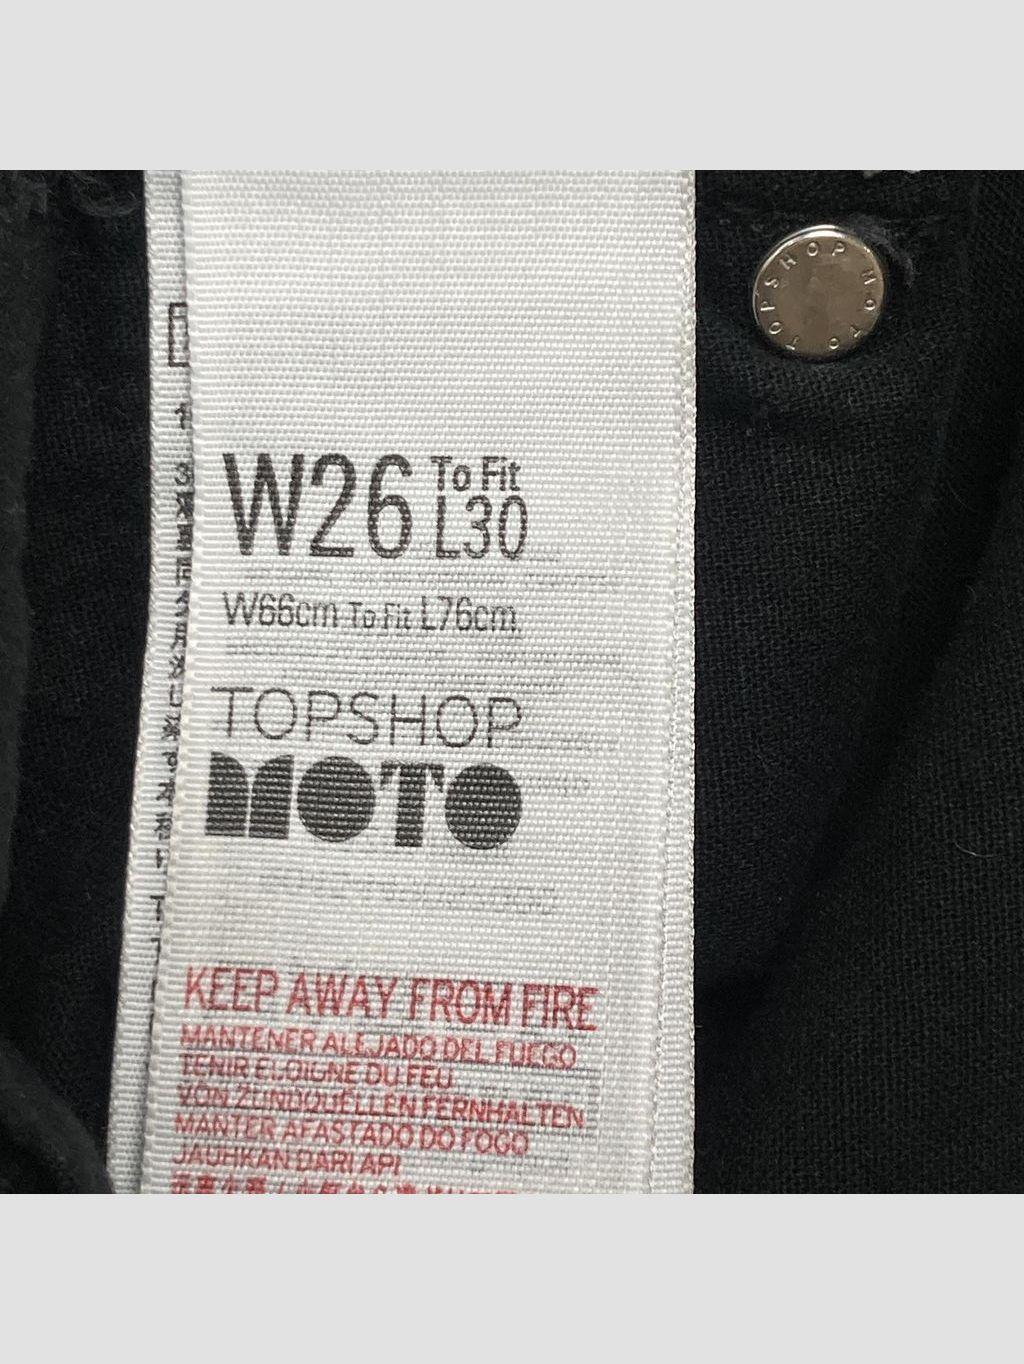 TOPSHOP MOTO
W26 To Fit
L30
W66cm To Fit L76cm
TOPSHOP
MOTO
KEEP AWAY FROM FIRE
MANTENER ALEJADO DEL FUEGO
TENIR ELOIGNE DU FEU
VON ZUNDQUELLEN FERNHALTEN
MANTER AFASTADO DO FOGO
JAUHKAN DARI API